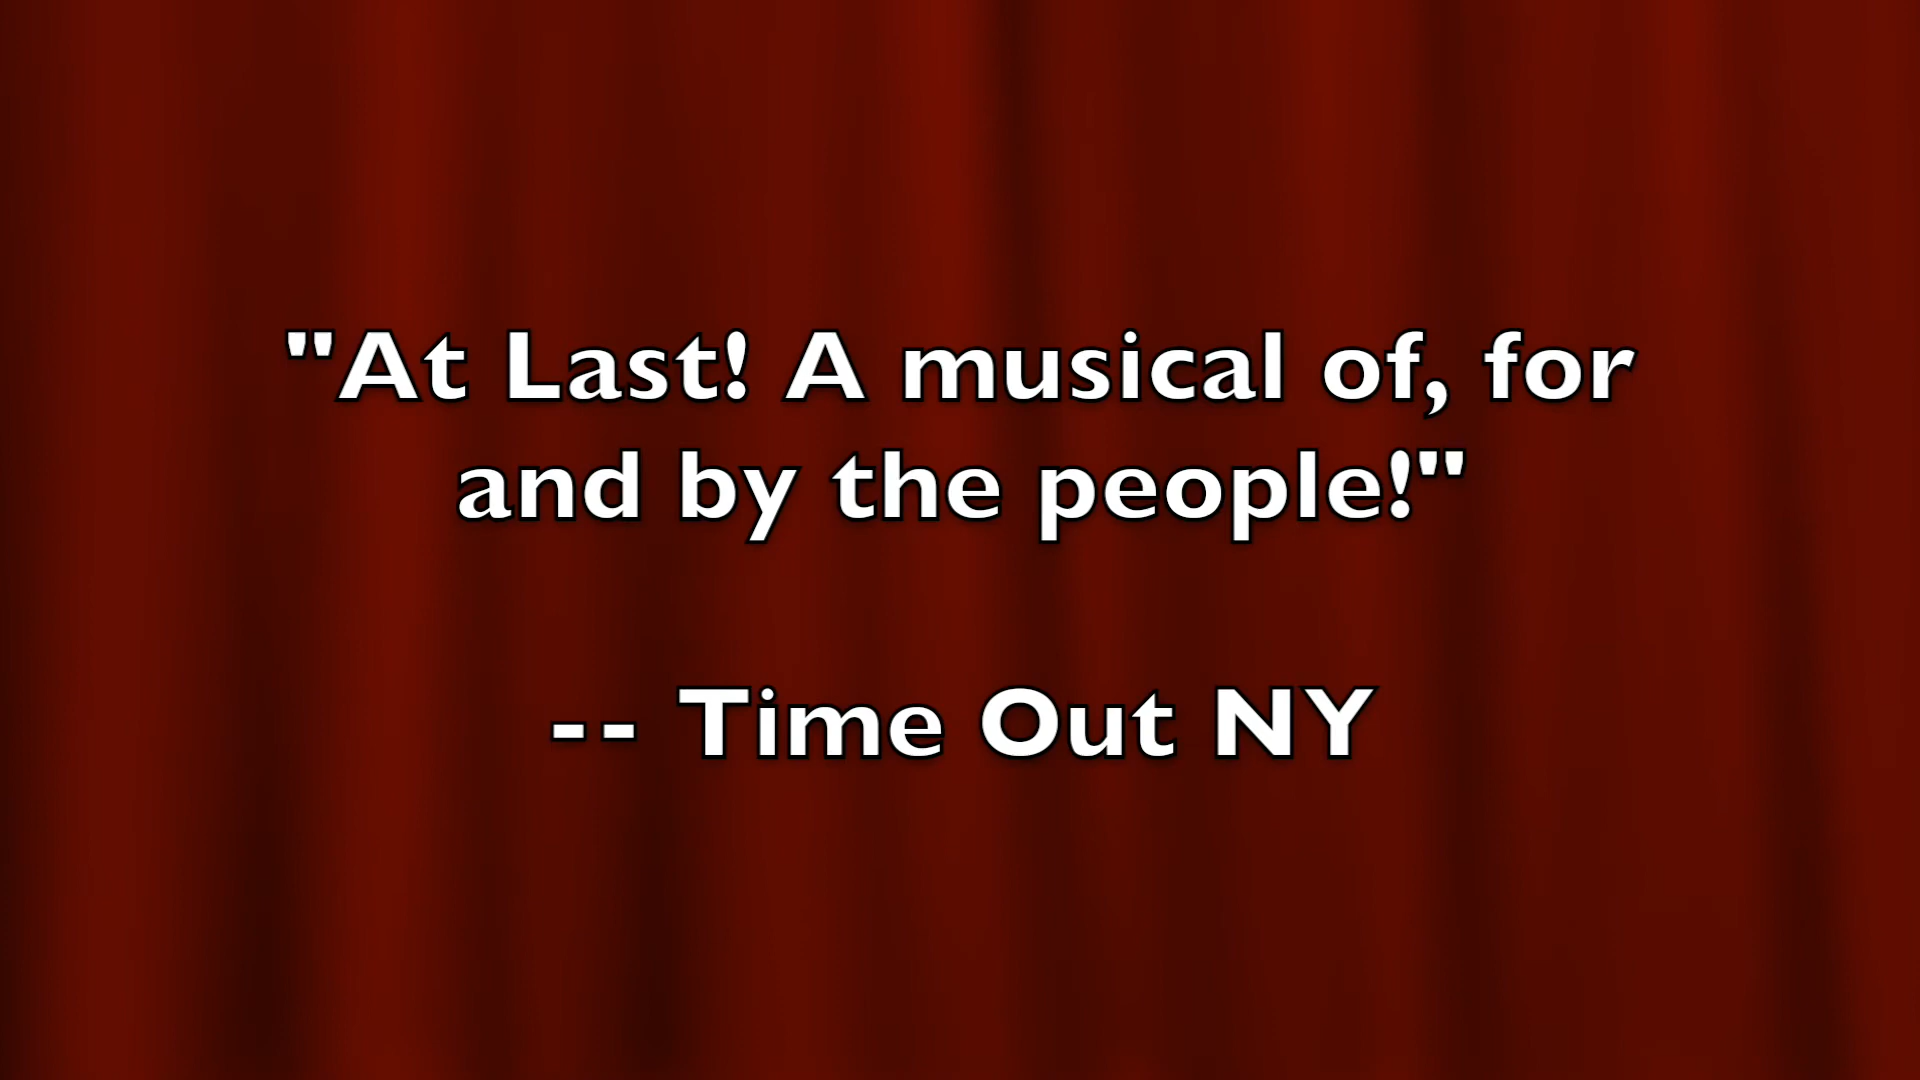 "At Last! A musical of, for
and by the people!"
-- Time Out NY